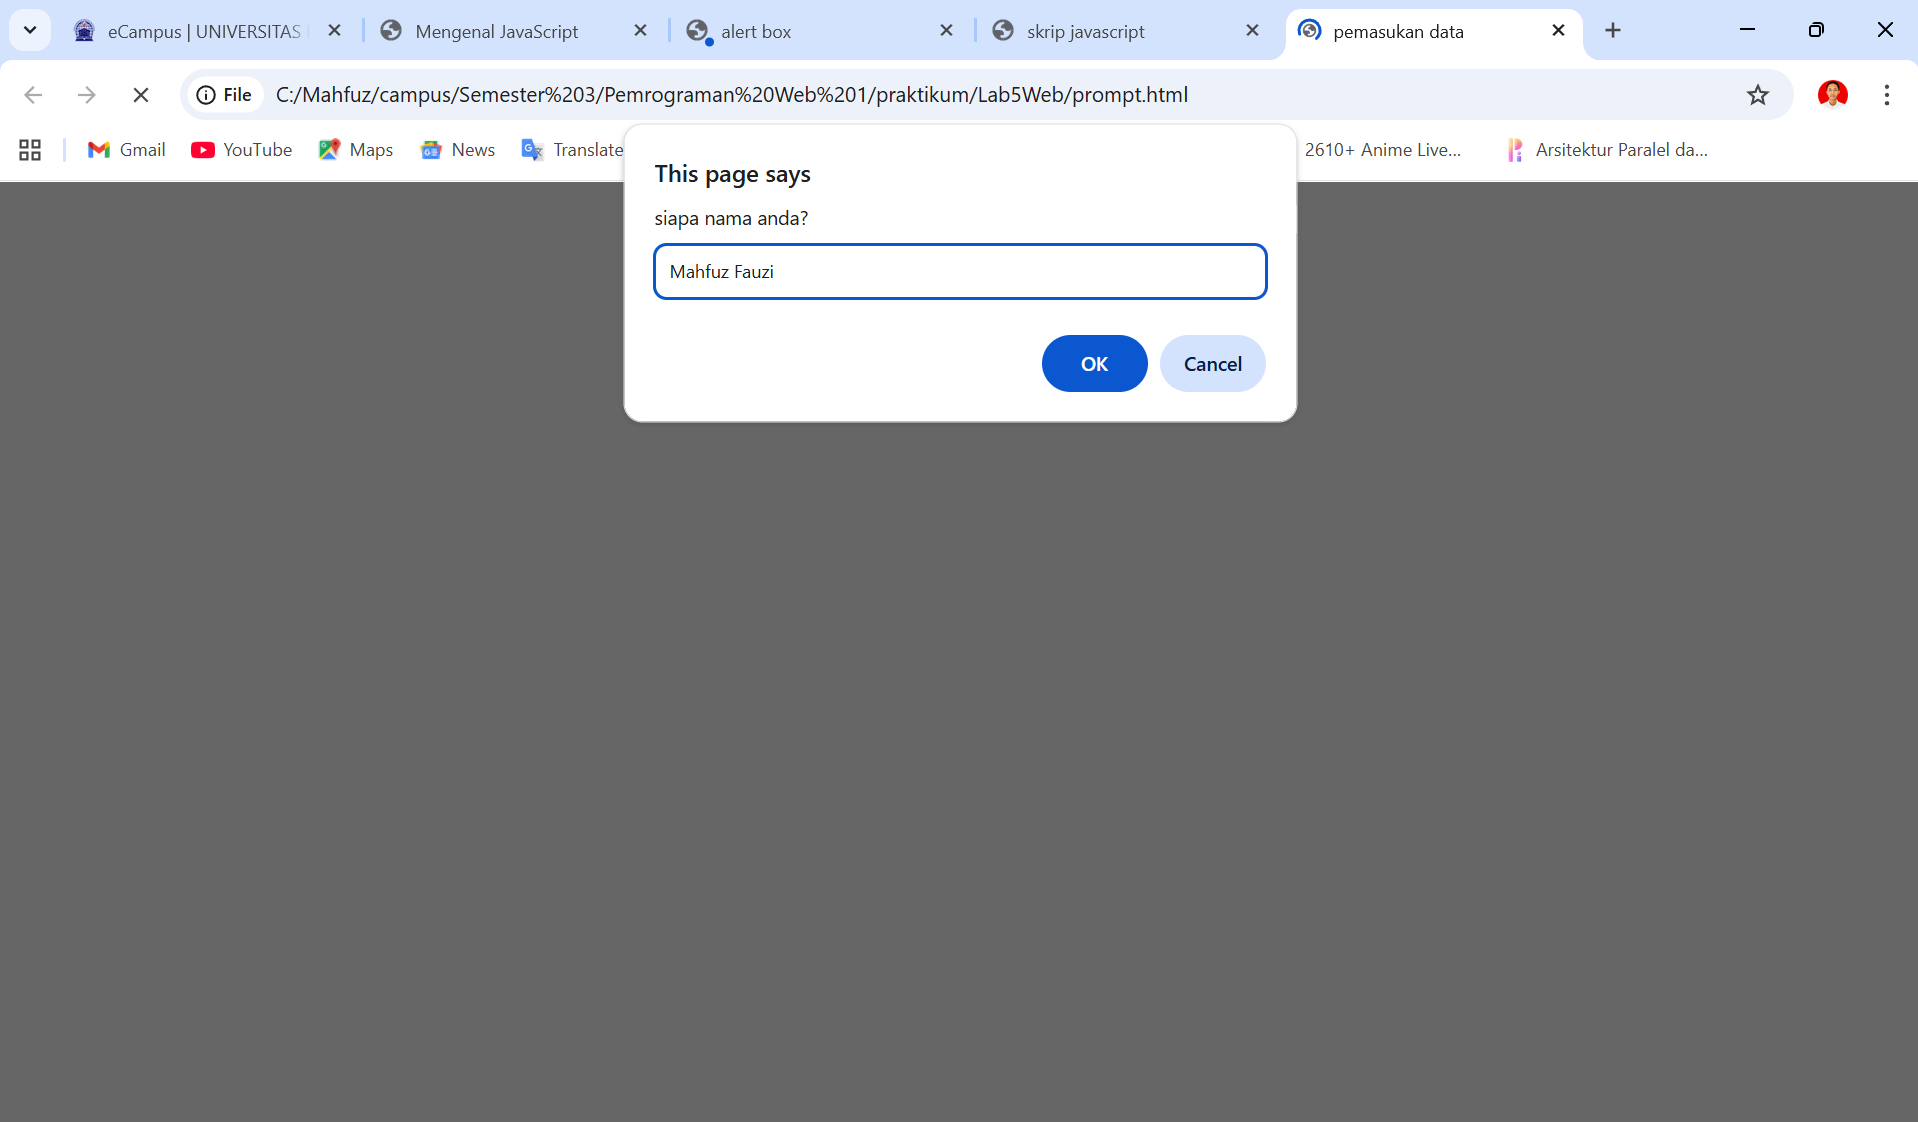 eCampus | UNIVERSITAS
Mengenal JavaScript
alert box
skrip javascript
pemasukan data
File
C:/Mahfuz/campus/Semester%203/Pemrograman%20Web%201/praktikum/Lab5Web/prompt.html
Gmail
YouTube
Maps
News
Translate
2610+ Anime Live...
Arsitektur Paralel da...
This page says
siapa nama anda?
Mahfuz Fauzi
OK
Cancel